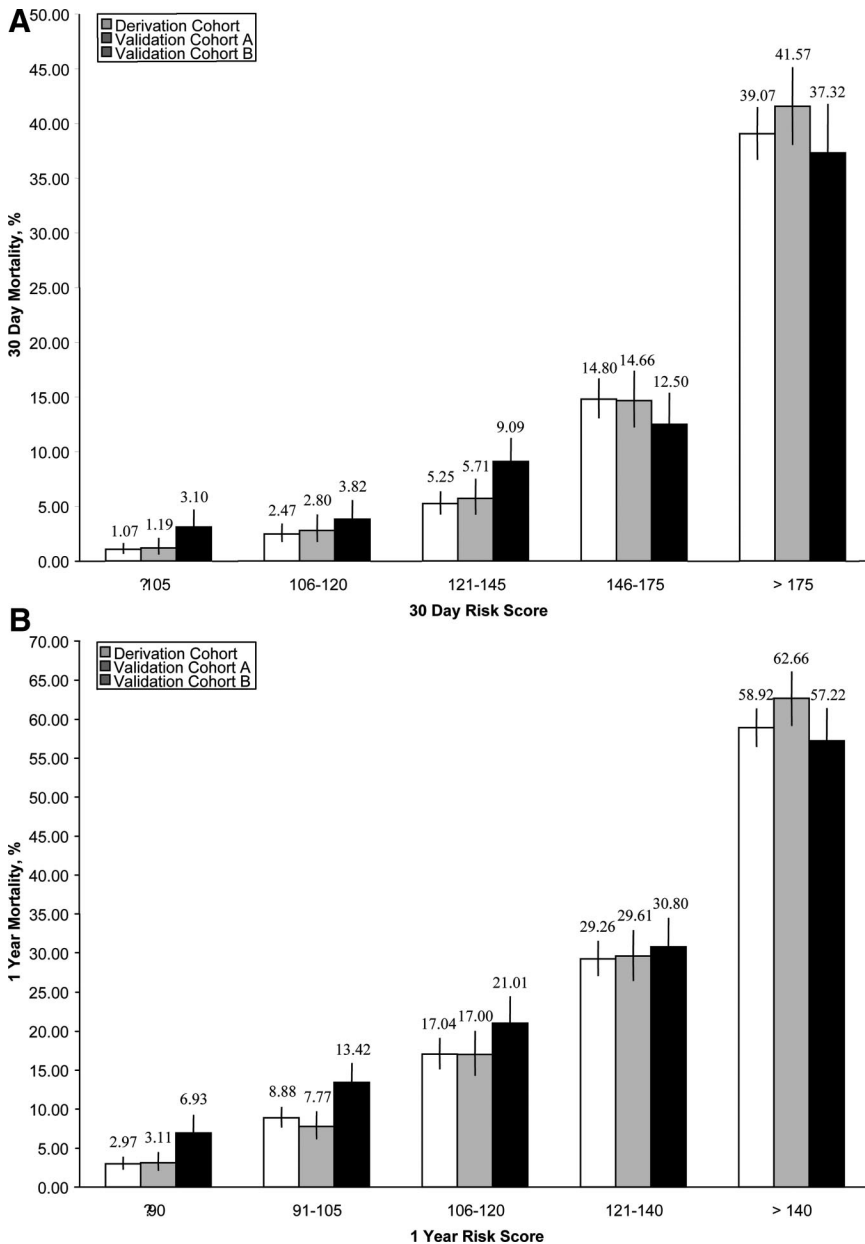 A
Derivation Cohort
Validation Cohort A
Validation Cohort B
30 Day Mortality, %
50.00
45.00
40.00
35.00
30.00
25.00
20.00
15.00
10.00
5.00
0.00
1.07 1.19 3.10
2.47 2.80 3.82
5.25 5.71 9.09
14.80 14.66 12.50
39.07 41.57 37.32
?105 106-120 121-145 146-175 > 175
30 Day Risk Score
B
Derivation Cohort
Validation Cohort A
Validation Cohort B
1 Year Mortality, %
70.00
65.00
60.00
55.00
50.00
45.00
40.00
35.00
30.00
25.00
20.00
15.00
10.00
5.00
0.00
2.97 3.11 6.93
8.88 7.77 13.42
17.04 17.00 21.01
29.26 29.61 30.80
58.92 62.66 57.22
?90 91-105 106-120 121-140 > 140
1 Year Risk Score